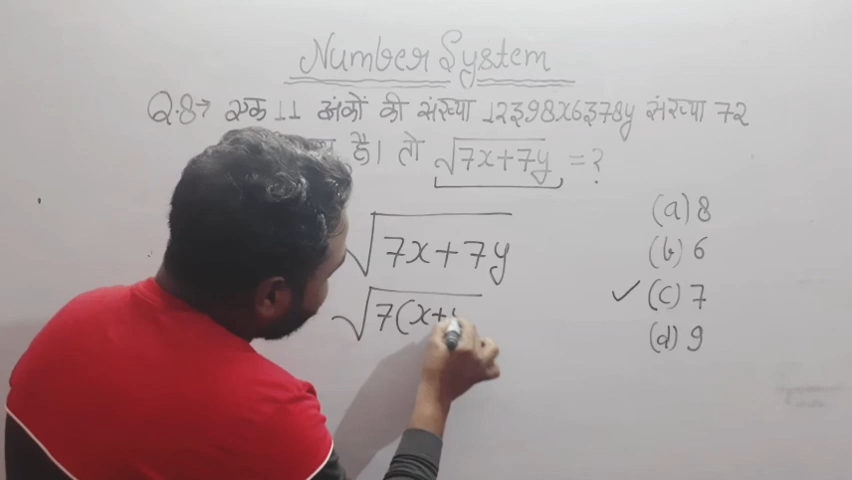 Number System
Q.8→ एक 11 अंकों की संख्या 12398x6378y संख्या 72
है। तो √7x+7y = ?
√7x+7y
√7(x+y
(a) 8
(b) 6
✓ (c) 7
(d) 9